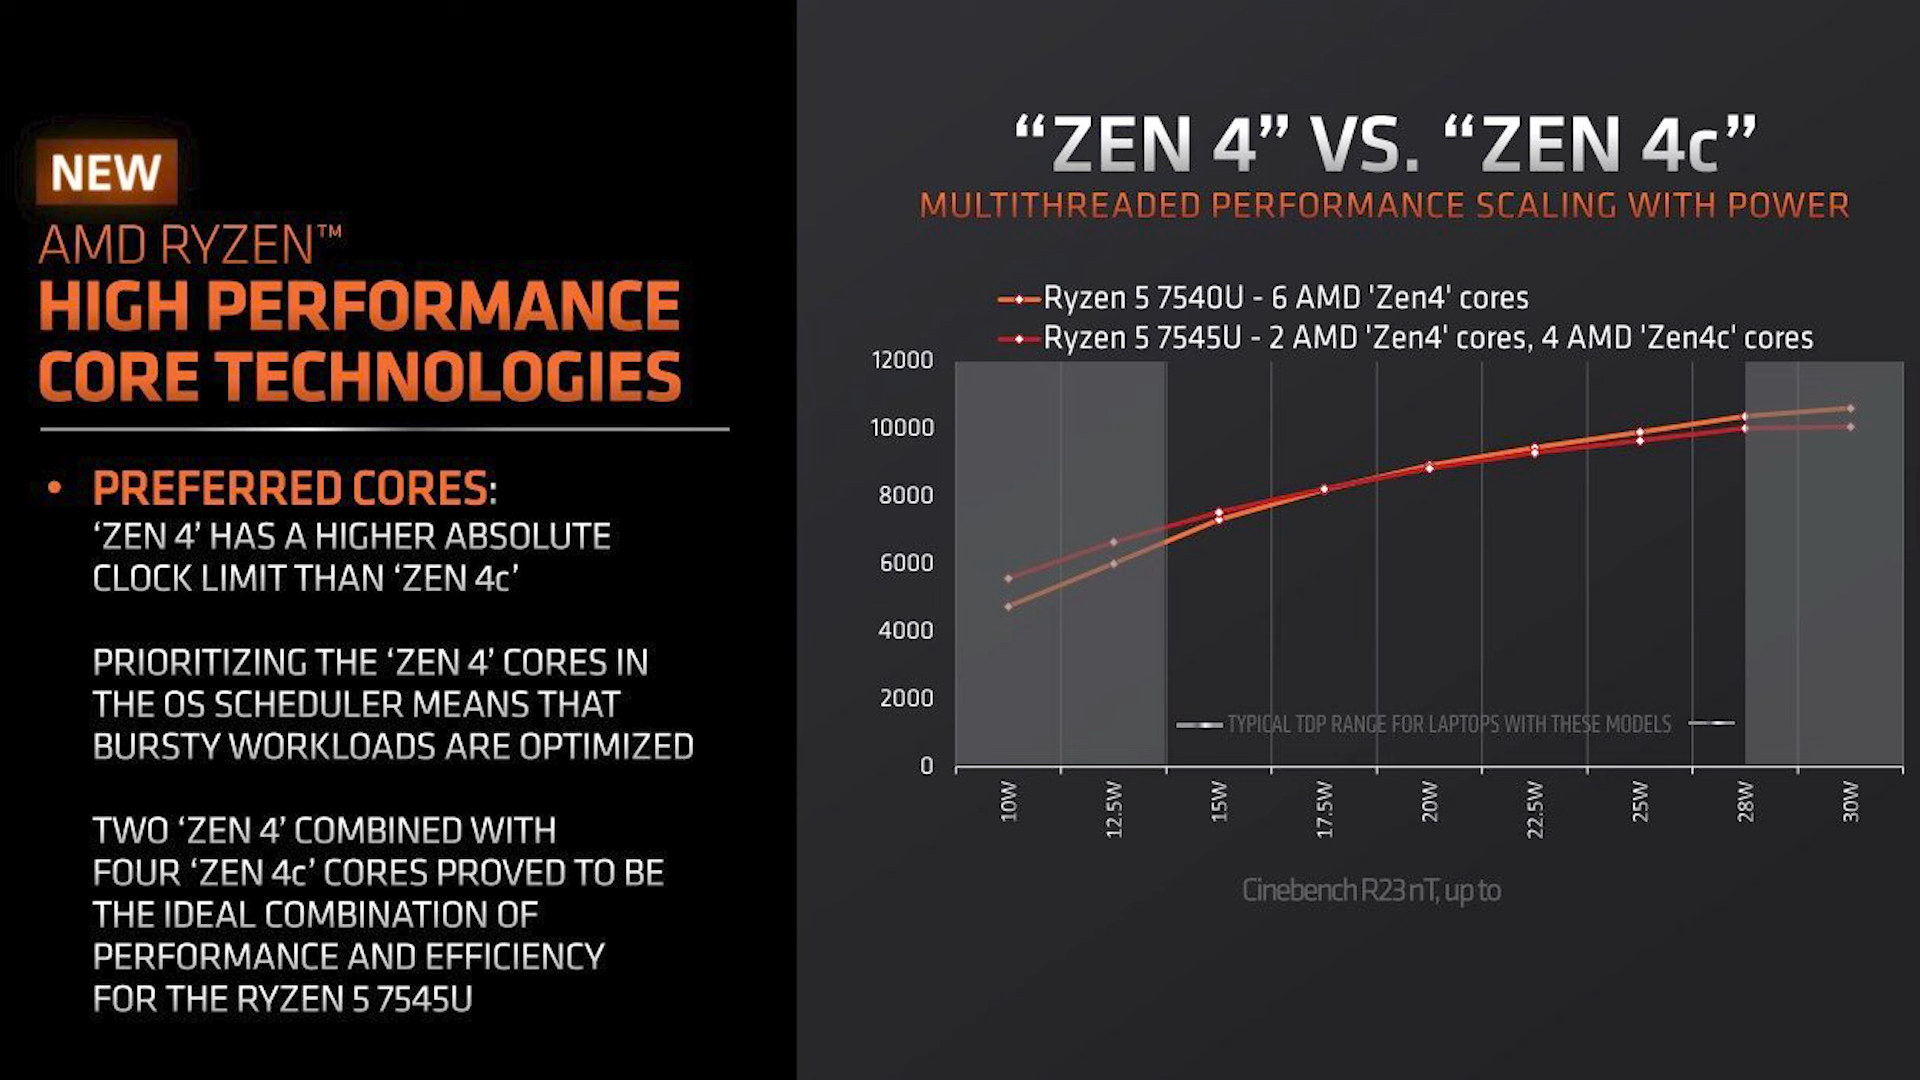 NEW
AMD RYZEN™
HIGH PERFORMANCE
CORE TECHNOLOGIES
• PREFERRED CORES:
‘ZEN 4’ HAS A HIGHER ABSOLUTE
CLOCK LIMIT THAN ‘ZEN 4c’
PRIORITIZING THE ‘ZEN 4’ CORES IN
THE OS SCHEDULER MEANS THAT
BURSTY WORKLOADS ARE OPTIMIZED
TWO ‘ZEN 4’ COMBINED WITH
FOUR ‘ZEN 4c’ CORES PROVED TO BE
THE IDEAL COMBINATION OF
PERFORMANCE AND EFFICIENCY
FOR THE RYZEN 5 7545U
“ZEN 4” VS. “ZEN 4c”
MULTITHREADED PERFORMANCE SCALING WITH POWER
Ryzen 5 7540U - 6 AMD 'Zen4' cores
Ryzen 5 7545U - 2 AMD 'Zen4' cores, 4 AMD 'Zen4c' cores
12000
10000
8000
6000
4000
2000
0
TYPICAL TDP RANGE FOR LAPTOPS WITH THESE MODELS
10W
12.5W
15W
17.5W
20W
22.5W
25W
28W
30W
Cinebench R23 nT, up to